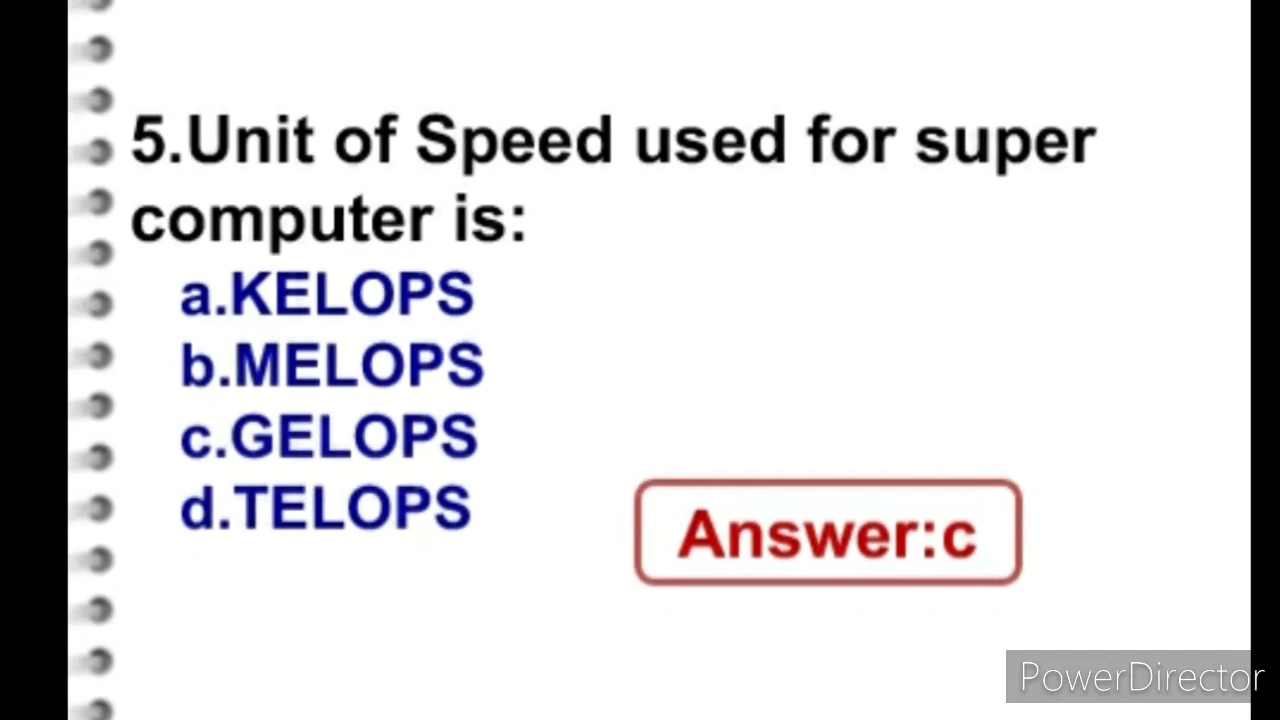 5.Unit of Speed used for super
computer is:
a.KELOPS
b.MELOPS
c.GELOPS
d.TELOPS
Answer:c
PowerDirector